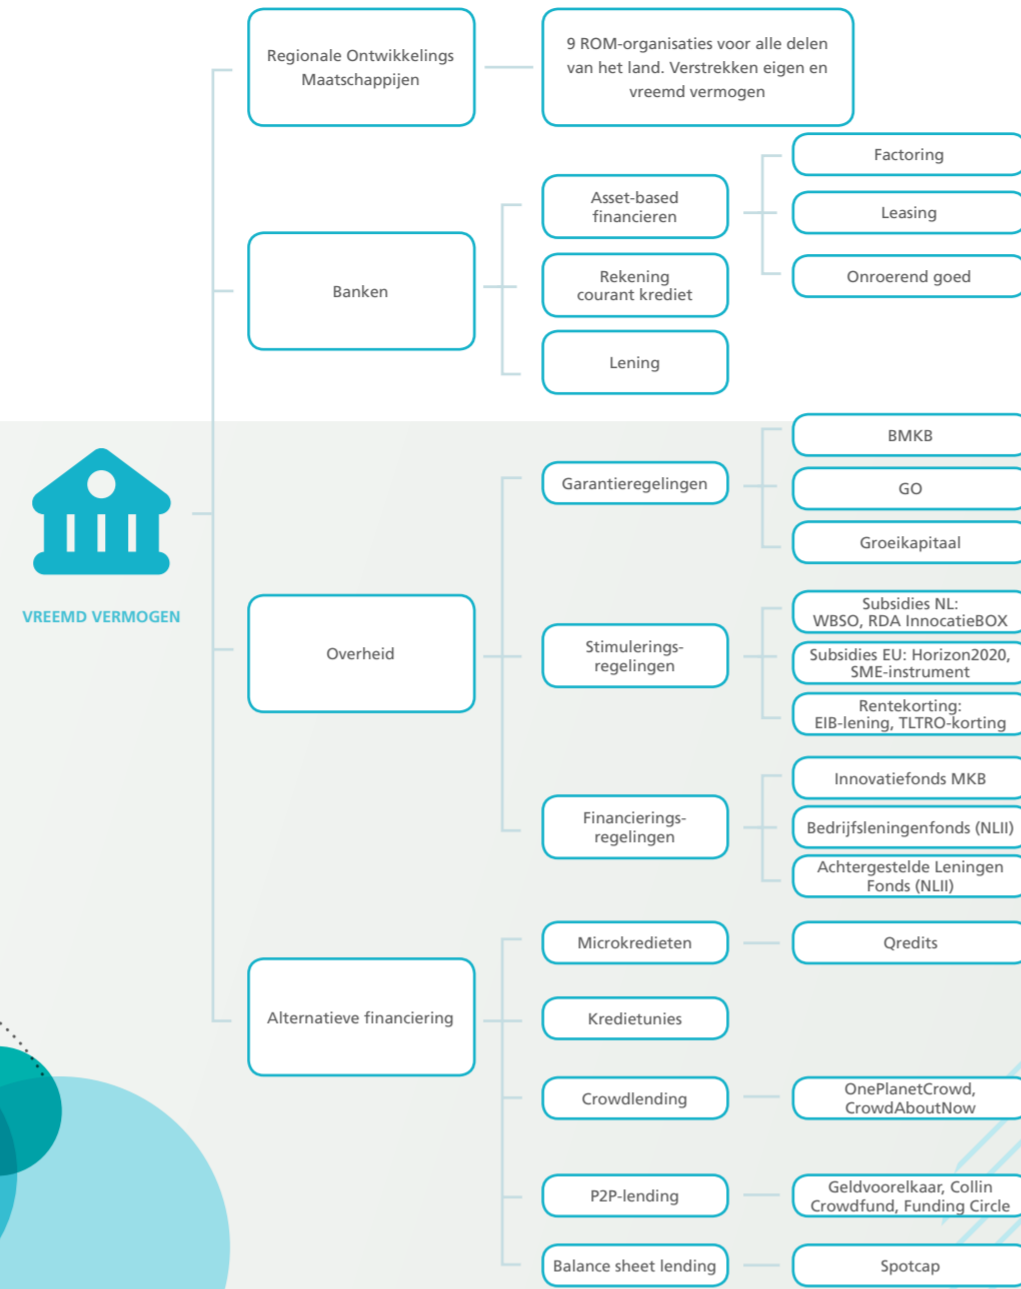 Regionale Ontwikkelings
Maatschappijen
9 ROM-organisaties voor alle delen
van het land. Verstrekken eigen en
vreemd vermogen
Banken
Asset-based
financieren
Factoring
Leasing
Onroerend goed
Rekening
courant krediet
Lening
VREEMD VERMOGEN
Overheid
Garantieregelingen
BMKB
GO
Groeikapitaal
Stimulerings-
regelingen
Subsidies NL:
WBSO, RDA InnocatieBOX
Subsidies EU: Horizon2020,
SME-instrument
Rentekorting:
EIB-lening, TLTRO-korting
Financierings-
regelingen
Innovatiefonds MKB
Bedrijfsleningenfonds (NLII)
Achtergestelde Leningen
Fonds (NLII)
Alternatieve financiering
Microkredieten
Qredits
Kredietunies
Crowdlending
OnePlanetCrowd,
CrowdAboutNow
P2P-lending
Geldvoorelkaar, Collin
Crowdfund, Funding Circle
Balance sheet lending
Spotcap